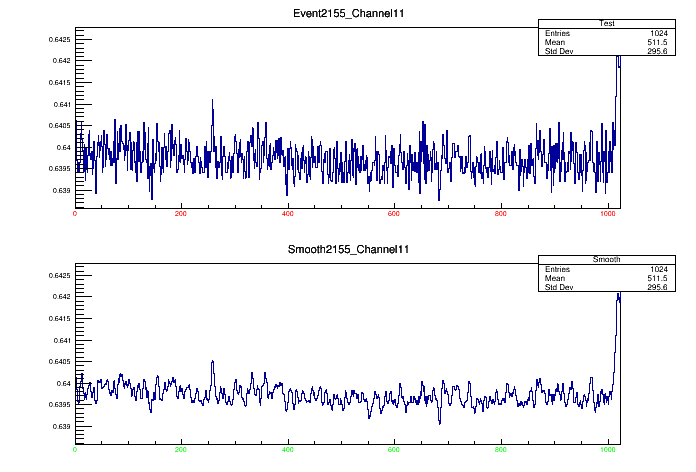 Event2155_Channel11
Test
Entries 1024
Mean 511.5
Std Dev 295.6
0.6425
0.642
0.6415
0.641
0.6405
0.64
0.6395
0.639
0 200 400 600 800 1000
Smooth2155_Channel11
Smooth
Entries 1024
Mean 511.5
Std Dev 295.6
0.6425
0.642
0.6415
0.641
0.6405
0.64
0.6395
0.639
0 200 400 600 800 1000